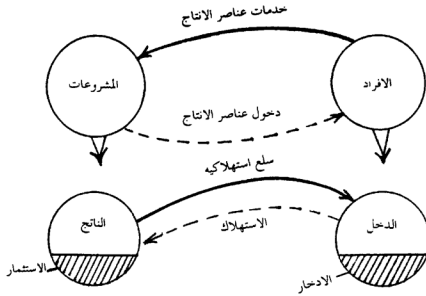 خدمات عناصر الانتاج
الافراد
المشروعات
دخول عناصر الانتاج
سلع استهلاكيه
الدخل
الناتج
الاستهلاك
الادخار
الاستثمار